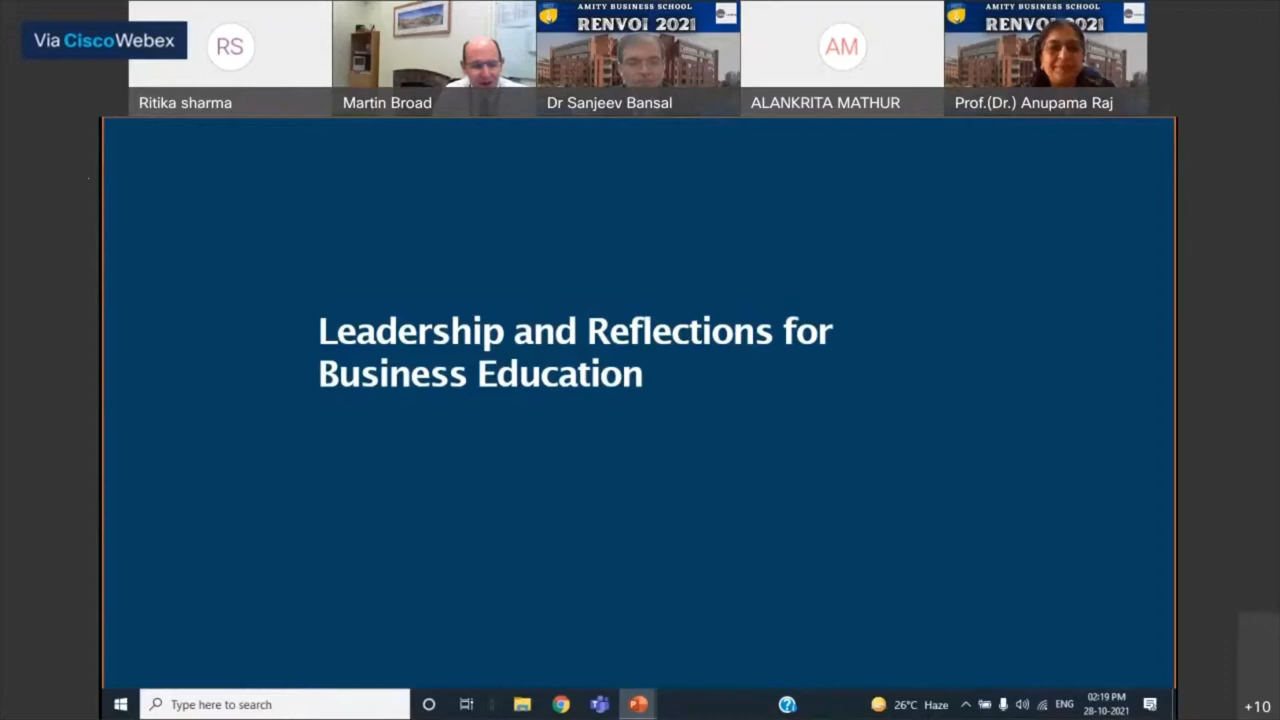 Via Cisco Webex
RS
Ritika sharma
Martin Broad
AMITY BUSINESS SCHOOL
RENVOI 2021
Dr Sanjeev Bansal
AM
ALANKRITA MATHUR
AMITY BUSINESS SCHOOL
RENVOI 2021
Prof.(Dr.) Anupama Raj
Leadership and Reflections for
Business Education
Type here to search
26°C Haze
ENG
02:19 PM
28-10-2021
+10